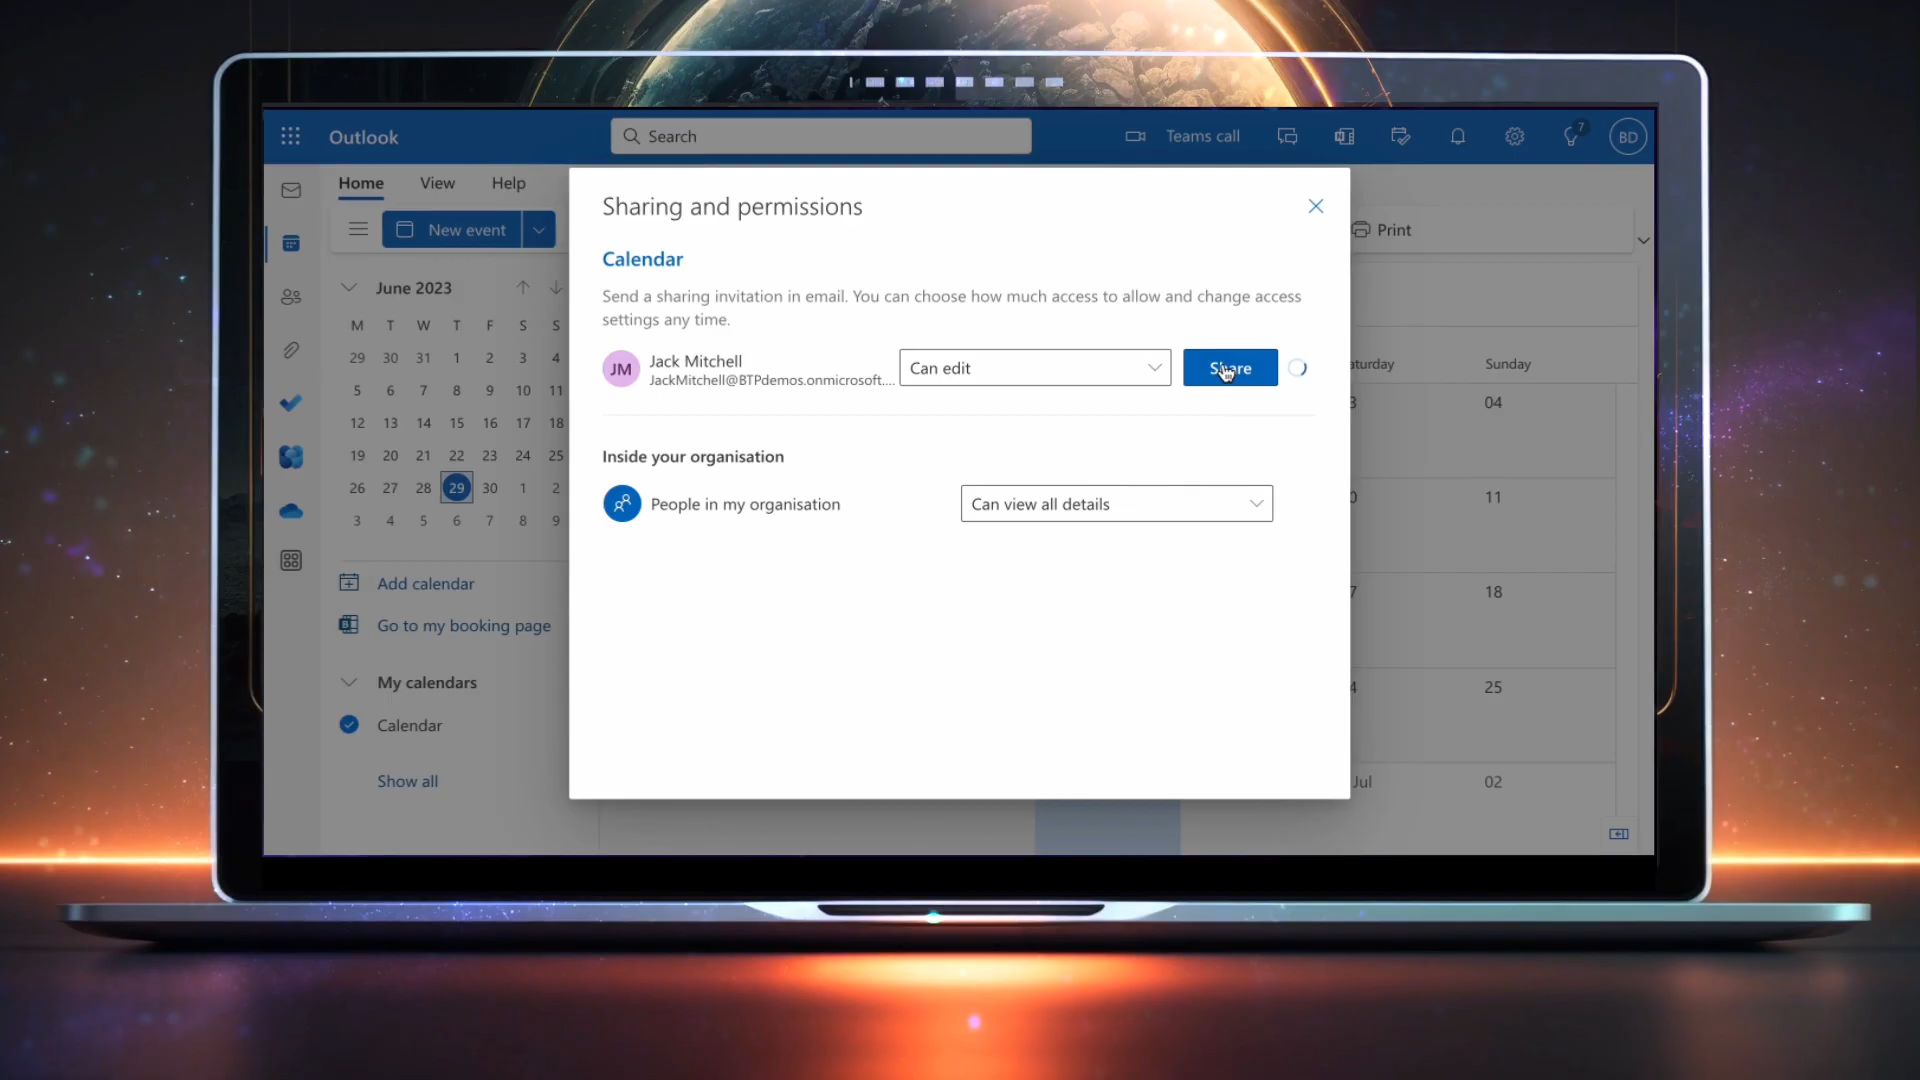 Outlook
Search
Teams call
7
BD
Home View Help
New event
Print
June 2023
M T W T F S S
29 30 31 1 2 3 4
5 6 7 8 9 10 11
12 13 14 15 16 17 18
19 20 21 22 23 24 25
26 27 28 29 30 1 2
3 4 5 6 7 8 9
Add calendar
Go to my booking page
My calendars
Calendar
Show all
Sharing and permissions
Calendar
Send a sharing invitation in email. You can choose how much access to allow and change access
settings any time.
JM
Jack Mitchell
JackMitchell@BTPdemos.onmicrosoft....
Can edit
Share
Inside your organisation
People in my organisation
Can view all details
aturday Sunday
3 04
0 11
7 18
4 25
Jul 02